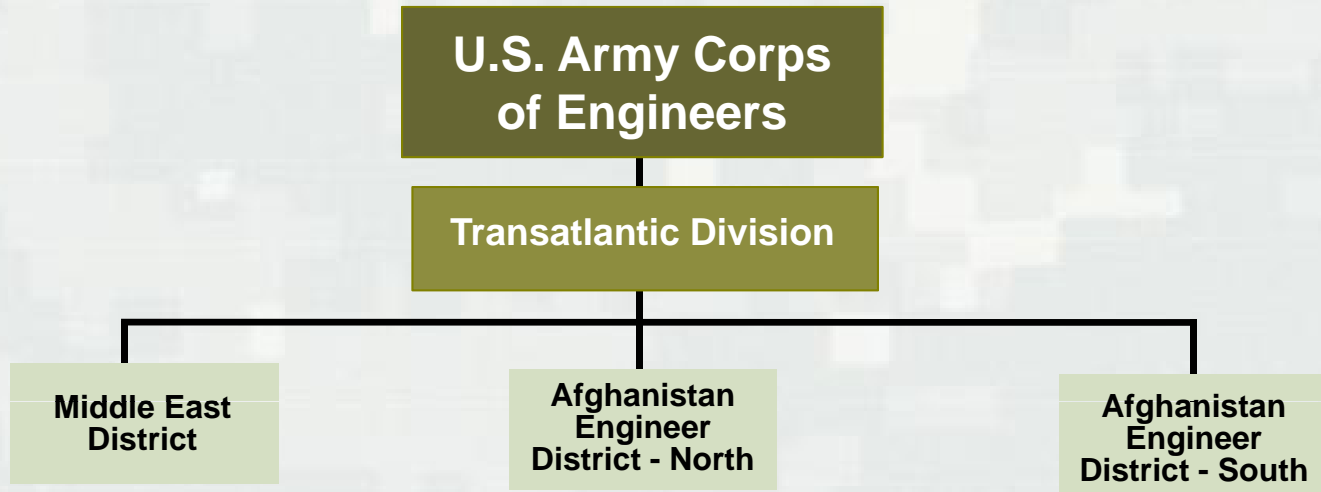 U.S. Army Corps
of Engineers
Transatlantic Division
Middle East
District
Afghanistan
Engineer
District - North
Afghanistan
Engineer
District - South